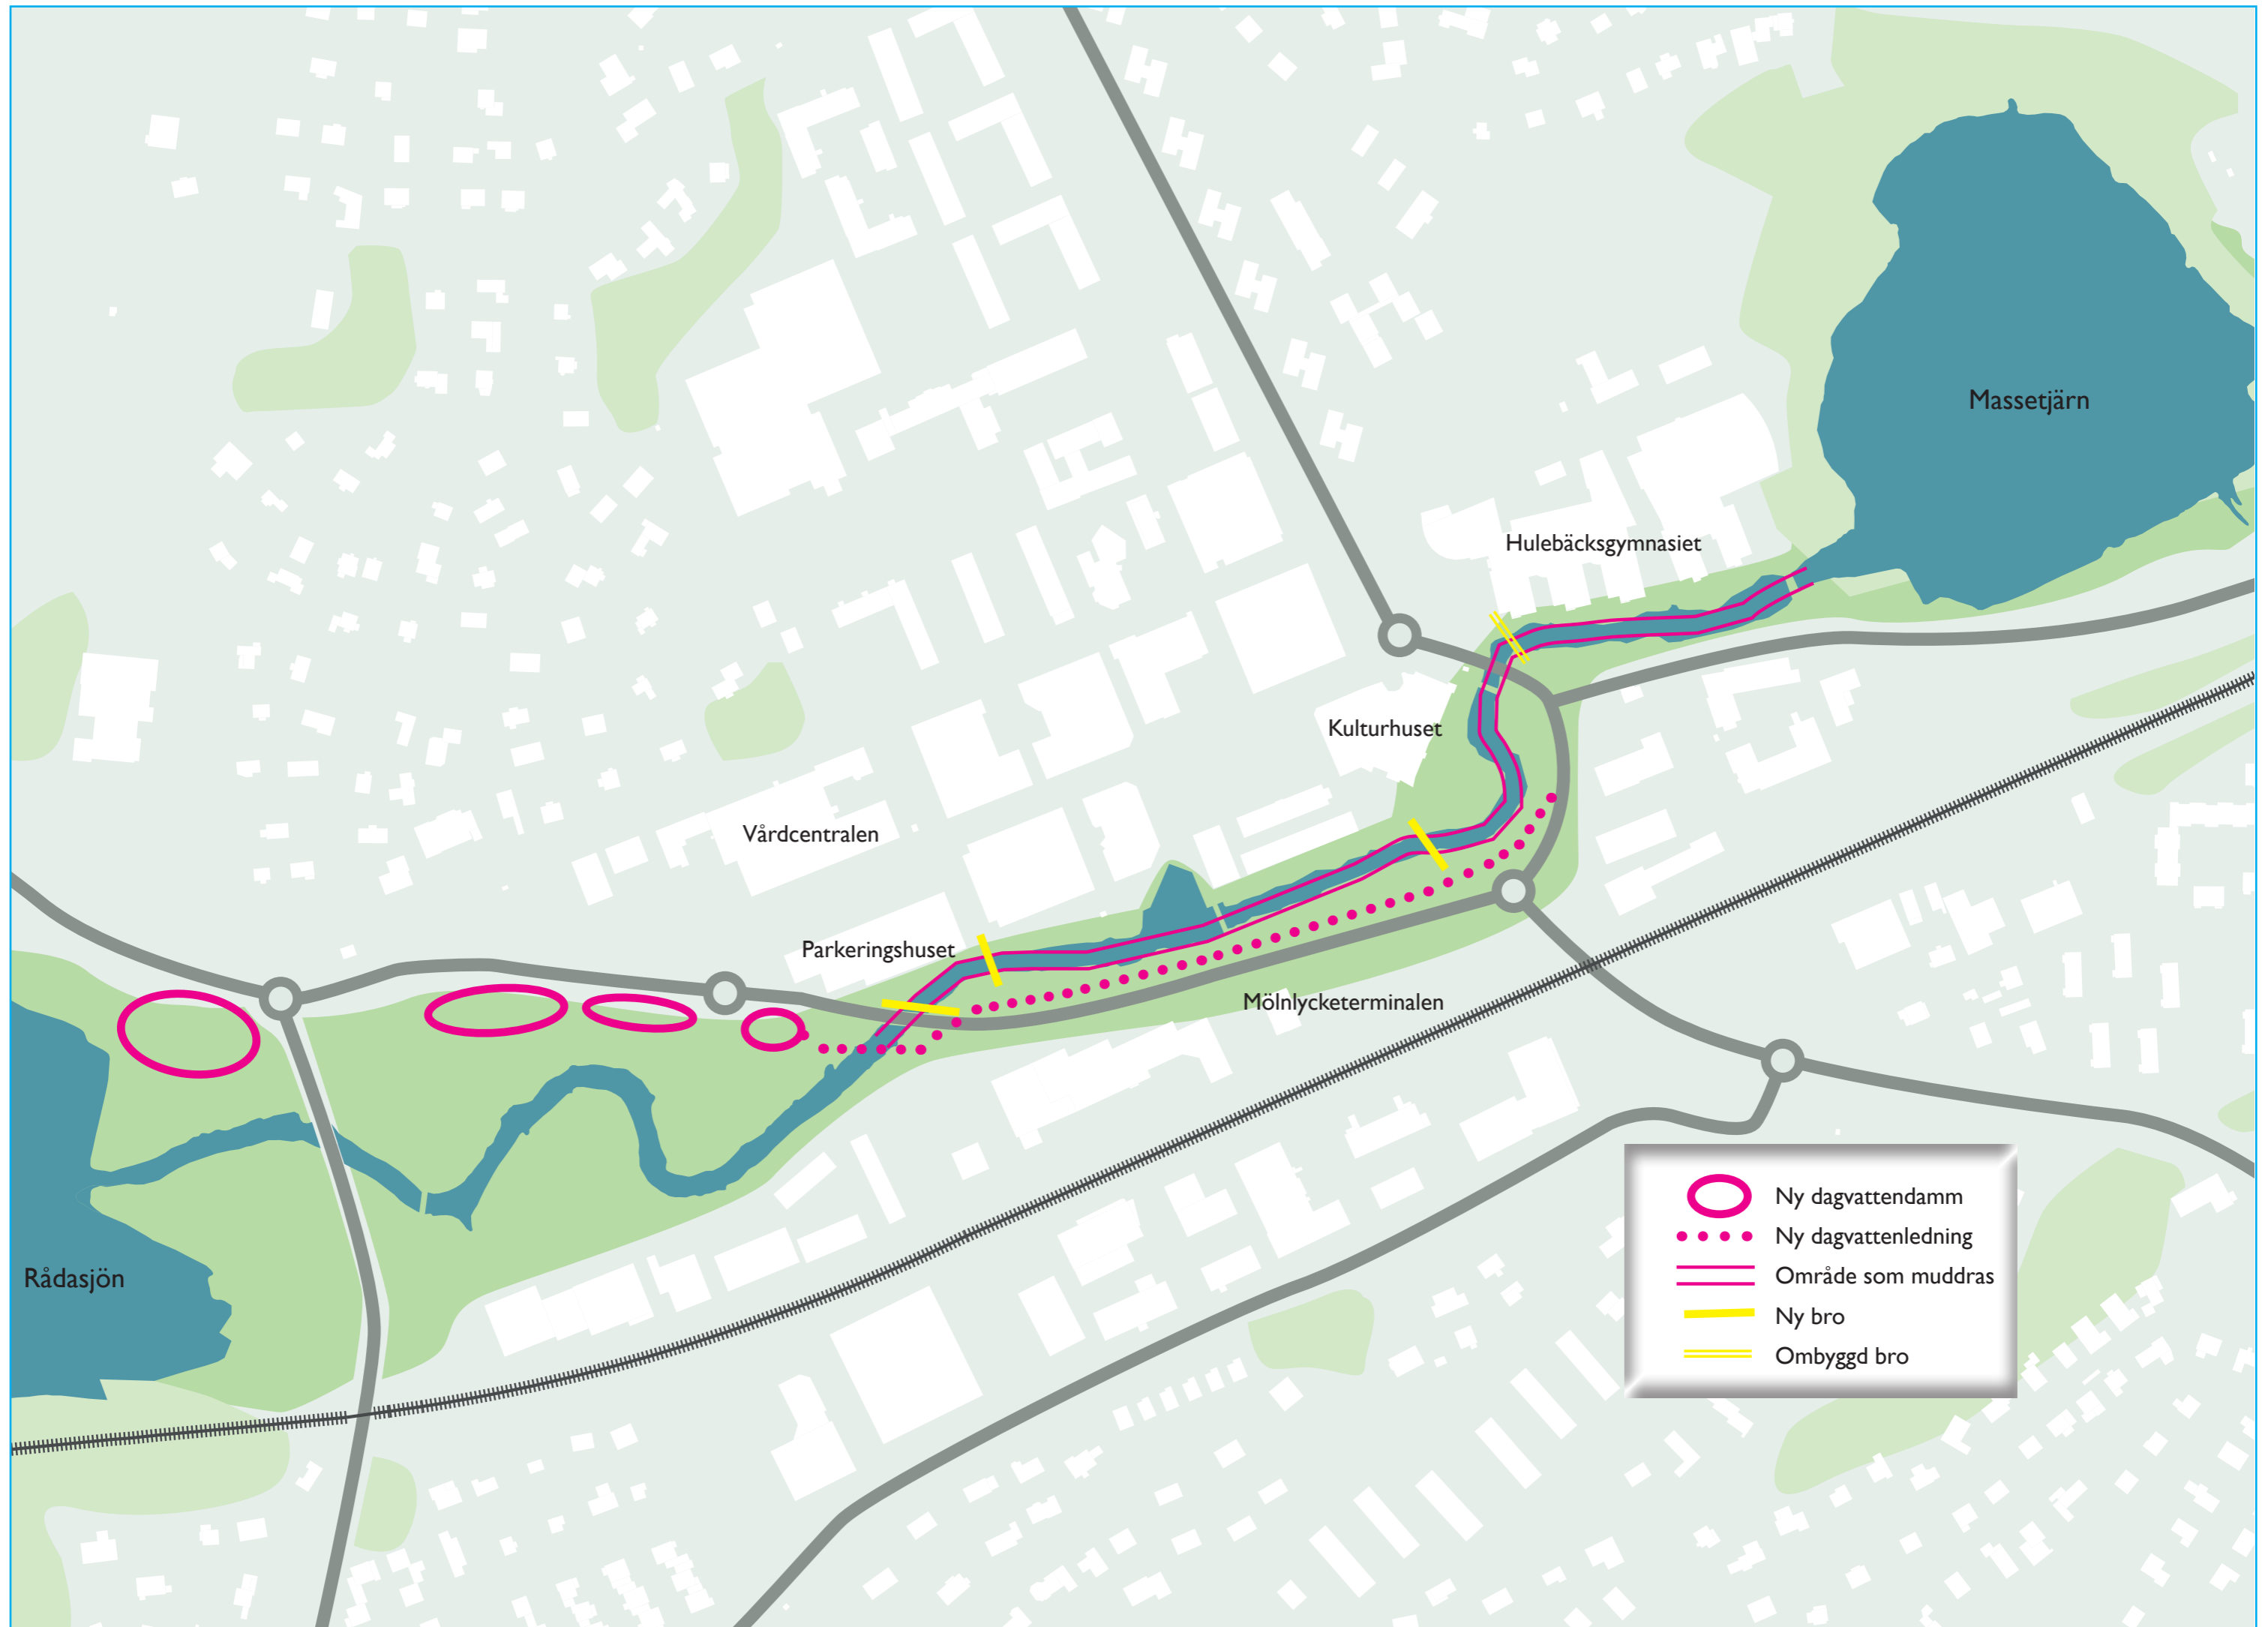 Massetjärn
Hulebäcksgymnasiet
Kulturhuset
Vårdcentralen
Parkeringshuset
Mölnlycketerminalen
Rådasjön
Ny dagvattendamm
Ny dagvattenledning
Område som muddras
Ny bro
Ombyggd bro